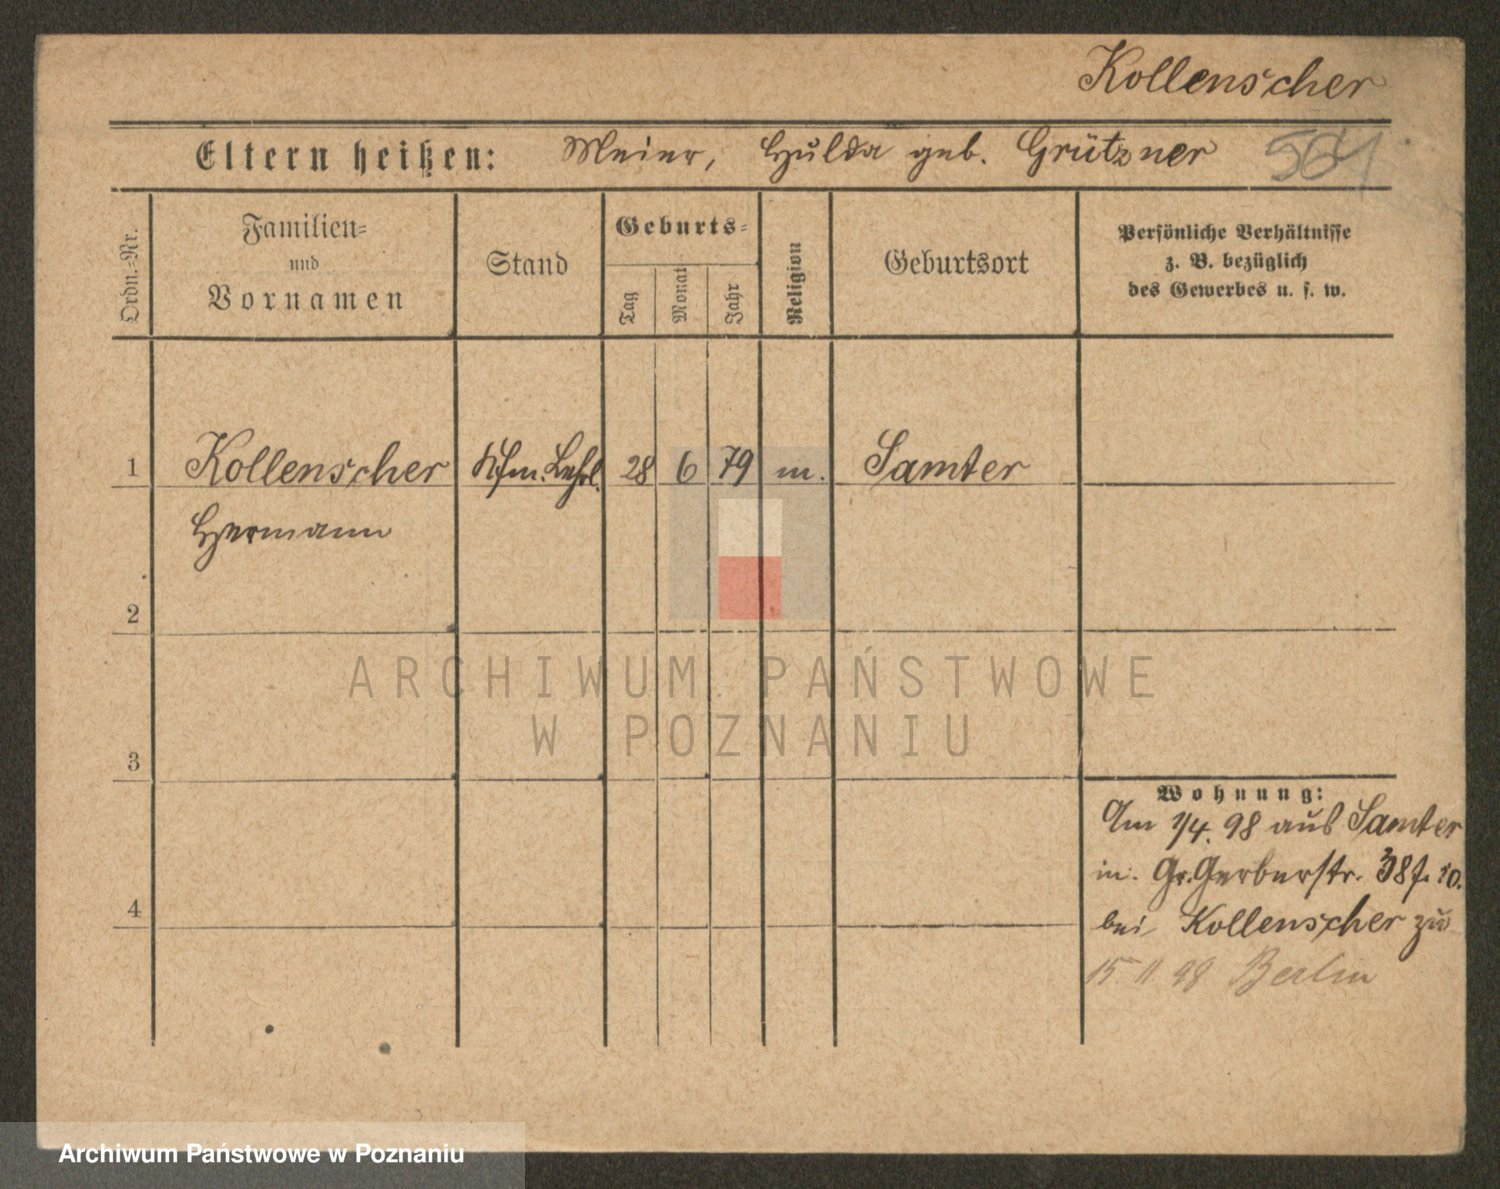 Kollenscher
Eltern heißen: Meier, Hulda geb. Grützner 564
Ordn.-Nr.
Familien-
und
Vornamen
Stand
Geburts-
Tag
Monat
Jahr
Religion
Geburtsort
Persönliche Verhältnisse
z. B. bezüglich
des Gewerbes u. s. w.
1 Kollenscher Kfm. Lehrl. 28 6 79 m. Samter
Hermann
2
3
4
Wohnung:
Am 1/4. 98 aus Samter
in. Gr. Gerberstr. 38
bei Kollenscher zu
15 11 98 Berlin
ARCHIWUM PAŃSTWOWE
W POZNANIU
Archiwum Państwowe w Poznaniu